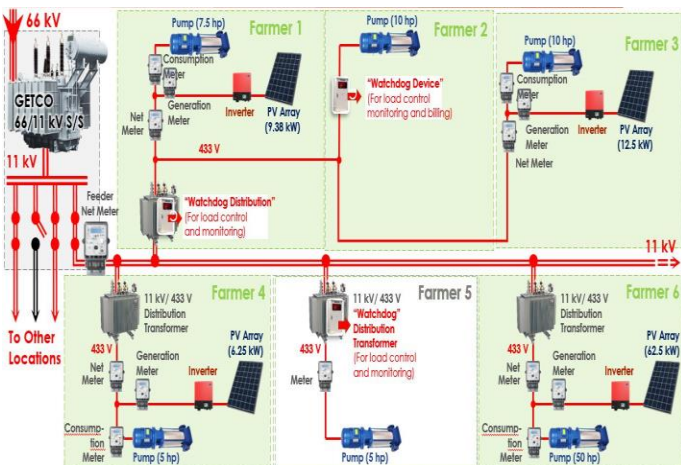 66 kV
GETCO
66/11 kV S/S
11 kV
Feeder
Net Meter
To Other
Locations
Farmer 1
Pump (7.5 hp)
Consumption
Meter
Generation
Meter
Inverter
PV Array
(9.38 kW)
Net
Meter
433 V
"Watchdog Distribution"
(For load control
and monitoring)
Farmer 2
Pump (10 hp)
"Watchdog Device"
(For load control
monitoring and billing)
Farmer 3
Pump (10 hp)
Consumption
Meter
Generation
Meter
Inverter
PV Array
(12.5 kW)
Net Meter
11 kV
Farmer 4
11 kV/ 433 V
Distribution
Transformer
433 V
Net
Meter
Generation
Meter
Inverter
PV Array
(6.25 kW)
Consump-
tion
Meter
Pump (5 hp)
Farmer 5
11 kV/ 433 V
"Watchdog"
Distribution
Transformer
(For load control
and monitoring)
433 V
Meter
Pump (5 hp)
Farmer 6
11 kV/ 433 V
Distribution
Transformer
433 V
Net
Meter
Generation
Meter
Inverter
PV Array
(62.5 kW)
Consump-
tion
Meter
Pump (50 hp)